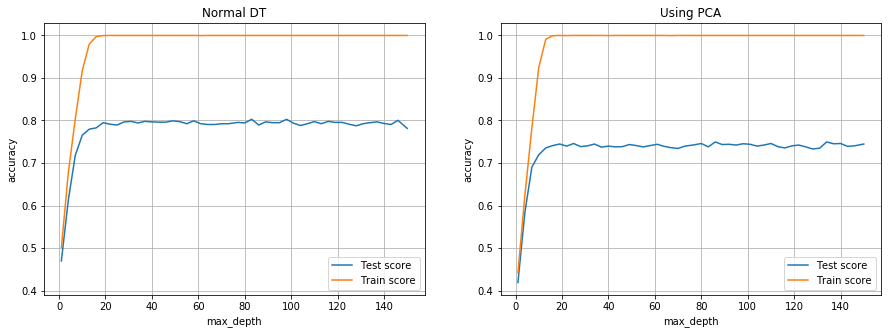 Normal DT
1.0
0.9
0.8
0.7
0.6
0.5
0.4
accuracy
0 20 40 60 80 100 120 140
max_depth
Test score
Train score
Using PCA
1.0
0.9
0.8
0.7
0.6
0.5
0.4
accuracy
0 20 40 60 80 100 120 140
max_depth
Test score
Train score